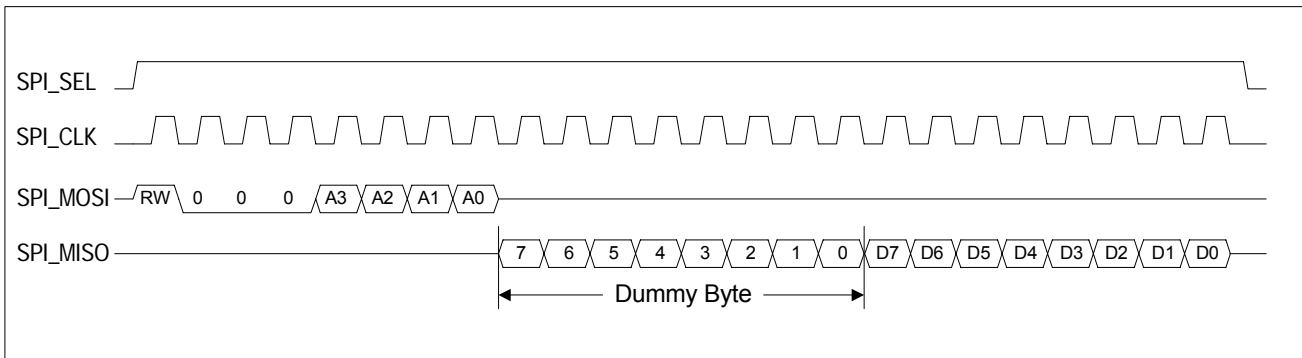 SPI_SEL
SPI_CLK
SPI_MOSI RW 0 0 0 A3 A2 A1 A0
SPI_MISO 7 6 5 4 3 2 1 0 D7 D6 D5 D4 D3 D2 D1 D0
Dummy Byte